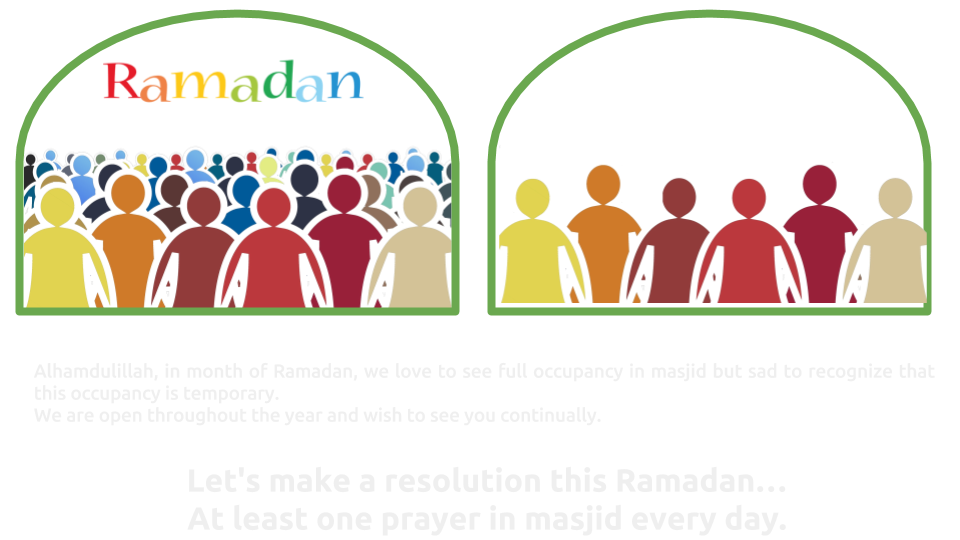 Ramadan
Alhamdulillah, in month of Ramadan, we love to see full occupancy in masjid but sad to recognize that
this occupancy is temporary.
We are open throughout the year and wish to see you continually.
Let's make a resolution this Ramadan...
At least one prayer in masjid every day.